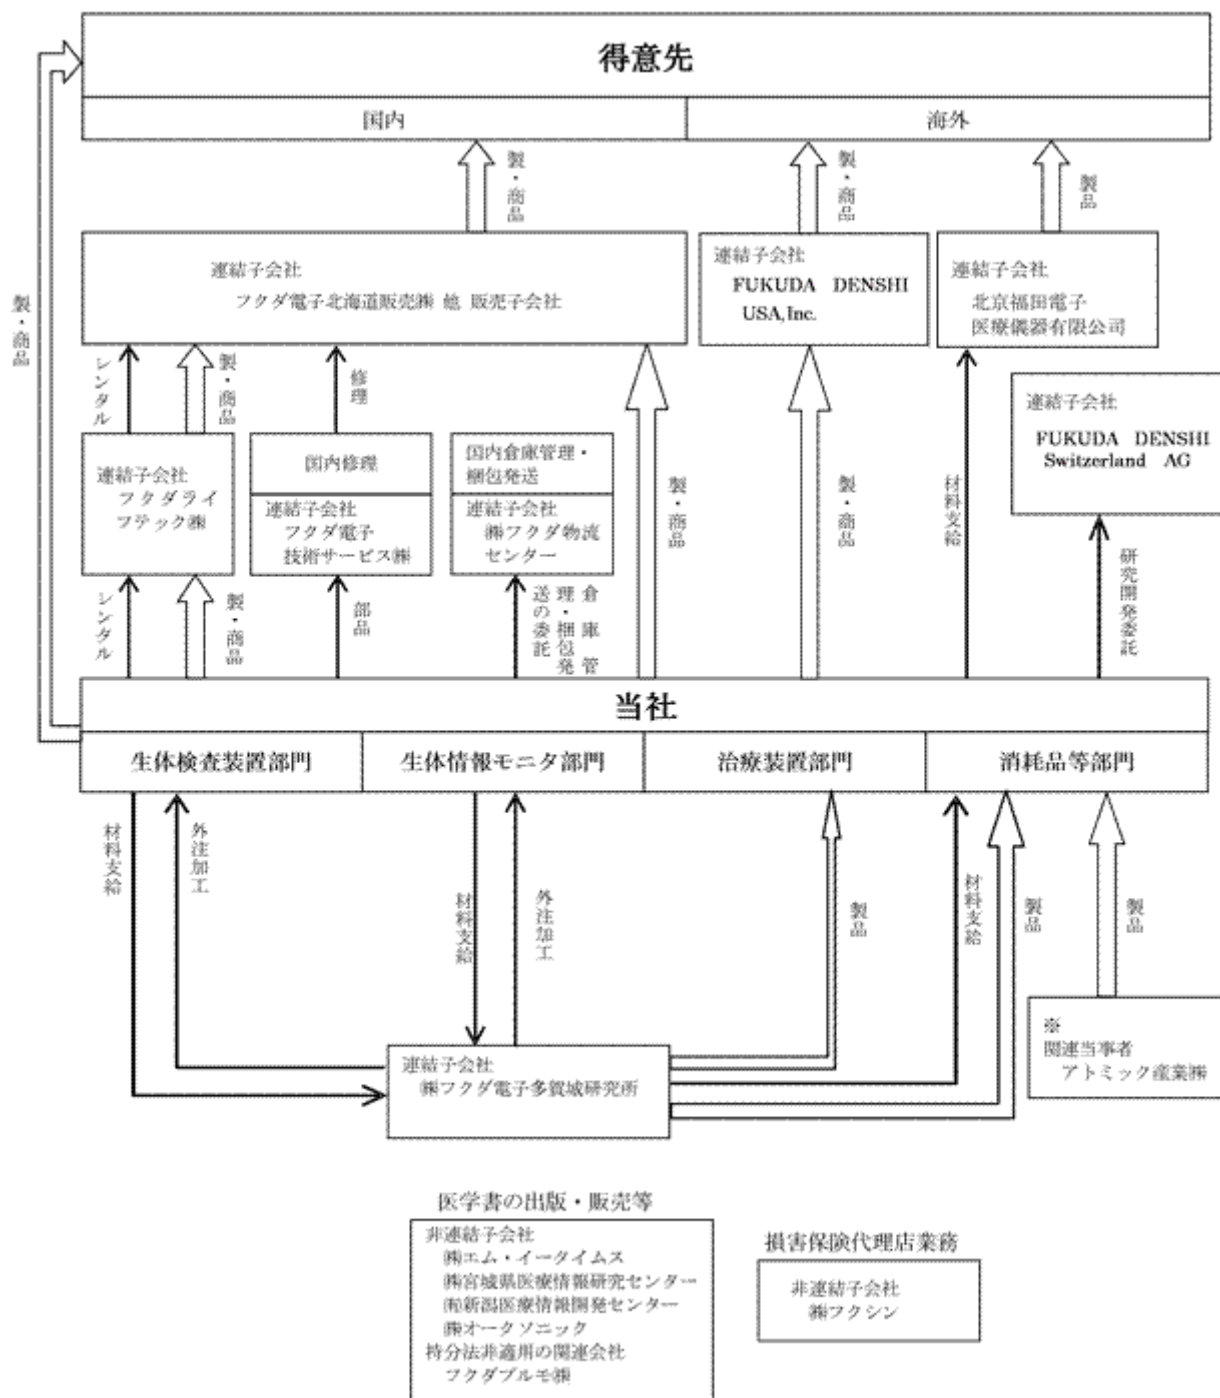 得意先
国内
海外
製・商品
製・商品
製・商品
製品
連結子会社
フクダ電子北海道販売㈱ 他 販売子会社
連結子会社
FUKUDA DENSHI
USA,Inc.
連結子会社
北京福田電子
医療儀器有限公司
レンタル
製・商品
修理
連結子会社
フクダライ
フテック㈱
国内修理
連結子会社
フクダ電子
技術サービス㈱
国内倉庫管理・
梱包発送
連結子会社
㈱フクダ物流
センター
製・商品
製・商品
材料支給
連結子会社
FUKUDA DENSHI
Switzerland AG
レンタル
製・商品
部品
倉庫管
理・梱包発
送の委託
研究開発委託
当社
生体検査装置部門
生体情報モニタ部門
治療装置部門
消耗品等部門
材料支給
外注加工
材料支給
外注加工
製品
材料支給
製品
製品
連結子会社
㈱フクダ電子多賀城研究所
※
関連当事者
アトミック産業㈱
医学書の出版・販売等
非連結子会社
㈱エム・イータイムス
㈱宮城県医療情報研究センター
㈲新潟医療情報開発センター
㈱オークソニック
持分法非適用の関連会社
フクダブルモ㈱
損害保険代理店業務
非連結子会社
㈱フクシン